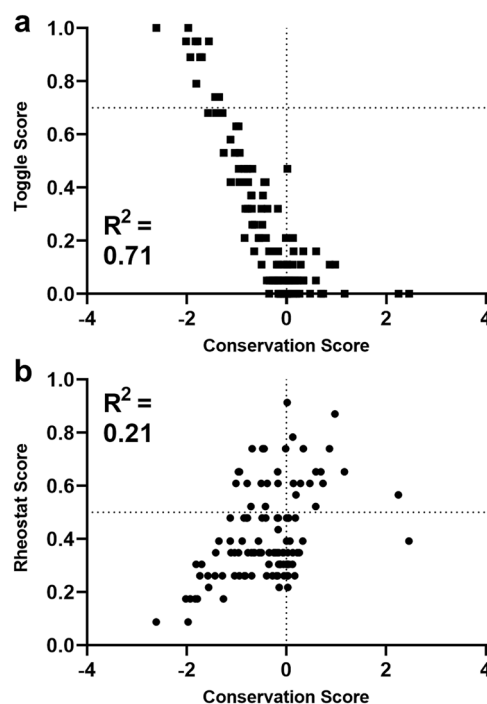 a
1.0
0.8
0.6
0.4
0.2
0.0
Toggle Score
R² =
0.71
-4 -2 0 2 4
Conservation Score
b
1.0
0.8
0.6
0.4
0.2
0.0
Rheostat Score
R² =
0.21
-4 -2 0 2 4
Conservation Score